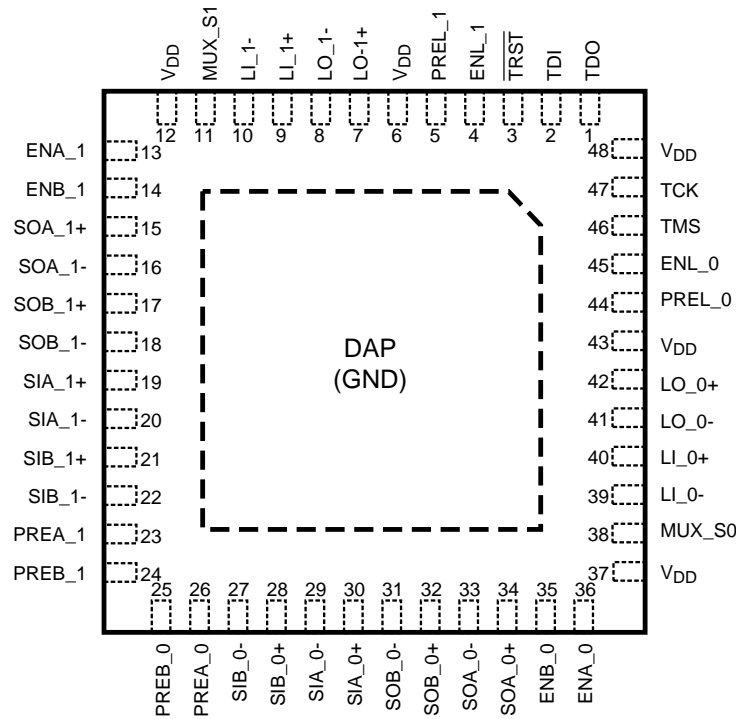 VDD
MUX_S1
LI_1-
LI_1+
LO_1-
LO-1+
VDD
PREL_1
ENL_1
TRST
TDI
TDO
12
11
10
9
8
7
6
5
4
3
2
1
ENA_1 13
ENB_1 14
SOA_1+ 15
SOA_1- 16
SOB_1+ 17
SOB_1- 18
SIA_1+ 19
SIA_1- 20
SIB_1+ 21
SIB_1- 22
PREA_1 23
PREB_1 24
DAP
(GND)
48 VDD
47 TCK
46 TMS
45 ENL_0
44 PREL_0
43 VDD
42 LO_0+
41 LO_0-
40 LI_0+
39 LI_0-
38 MUX_S0
37 VDD
25
26
27
28
29
30
31
32
33
34
35
36
PREB_0
PREA_0
SIB_0-
SIB_0+
SIA_0-
SIA_0+
SOB_0-
SOB_0+
SOA_0-
SOA_0+
ENB_0
ENA_0